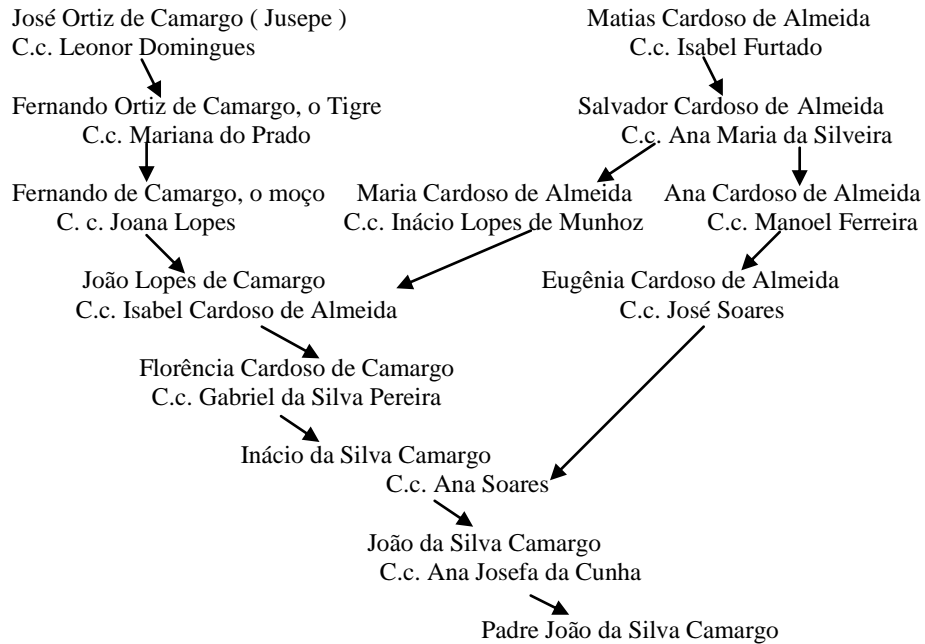 José Ortiz de Camargo ( Jusepe )
C.c. Leonor Domingues
Matias Cardoso de Almeida
C.c. Isabel Furtado
Fernando Ortiz de Camargo, o Tigre
C.c. Mariana do Prado
Salvador Cardoso de Almeida
C.c. Ana Maria da Silveira
Fernando de Camargo, o moço
C. c. Joana Lopes
Maria Cardoso de Almeida
C.c. Inácio Lopes de Munhoz
Ana Cardoso de Almeida
C.c. Manoel Ferreira
João Lopes de Camargo
C.c. Isabel Cardoso de Almeida
Eugênia Cardoso de Almeida
C.c. José Soares
Florência Cardoso de Camargo
C.c. Gabriel da Silva Pereira
Inácio da Silva Camargo
C.c. Ana Soares
João da Silva Camargo
C.c. Ana Josefa da Cunha
Padre João da Silva Camargo